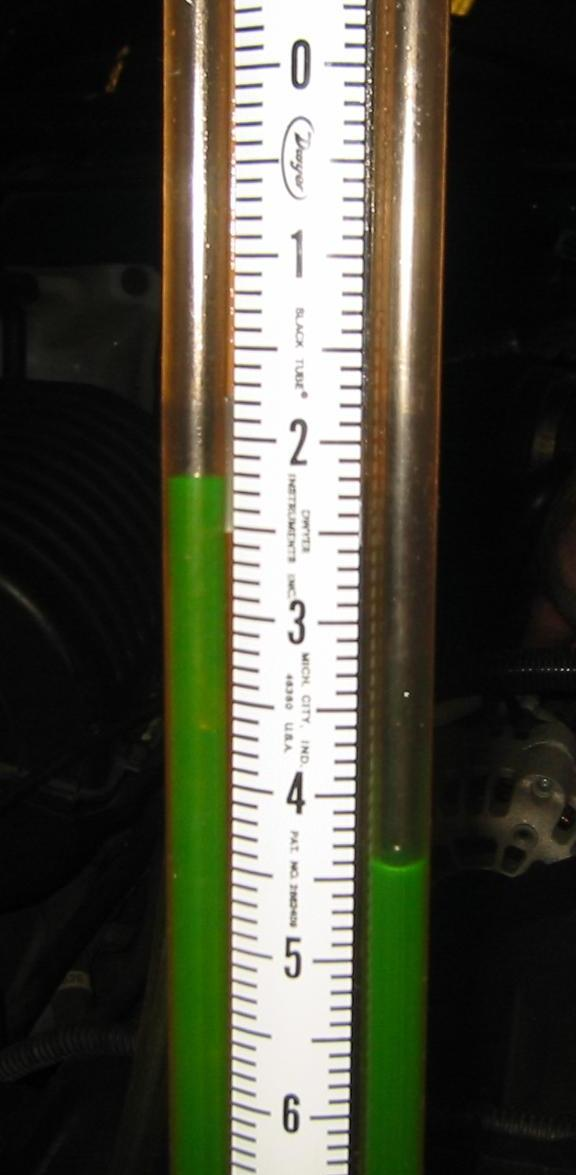 0
Dwyer
1
BLACK TUBE®
2
DWYER
INSTRUMENTS INC.
3
MICH. CITY, IND.
46360 U.S.A.
4
PAT. NO.
5
6